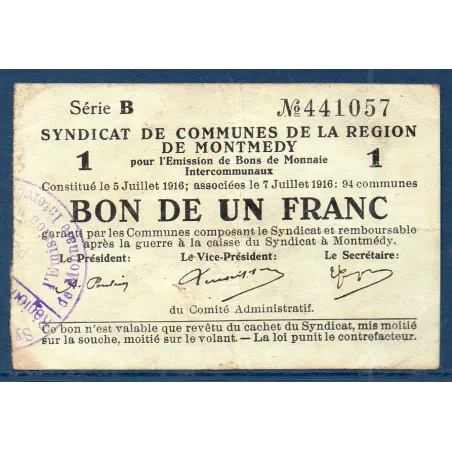 Série B № 441057
SYNDICAT DE COMMUNES DE LA REGION
DE MONTMEDY
1 pour l'Emission de Bons de Monnaie 1
Intercommunaux
Constitué le 5 Juillet 1916; associées le 7 Juillet 1916: 94 communes
BON DE UN FRANC
garanti par les Communes composant le Syndicat et remboursable
après la guerre à la caisse du Syndicat à Montmédy.
Le Président: Le Vice-Président: Le Secrétaire:
du Comité Administratif.
Ce bon n'est valable que revêtu du cachet du Syndicat, mis moitié
sur la souche, moitié sur le volant. — La loi punit le contrefacteur.